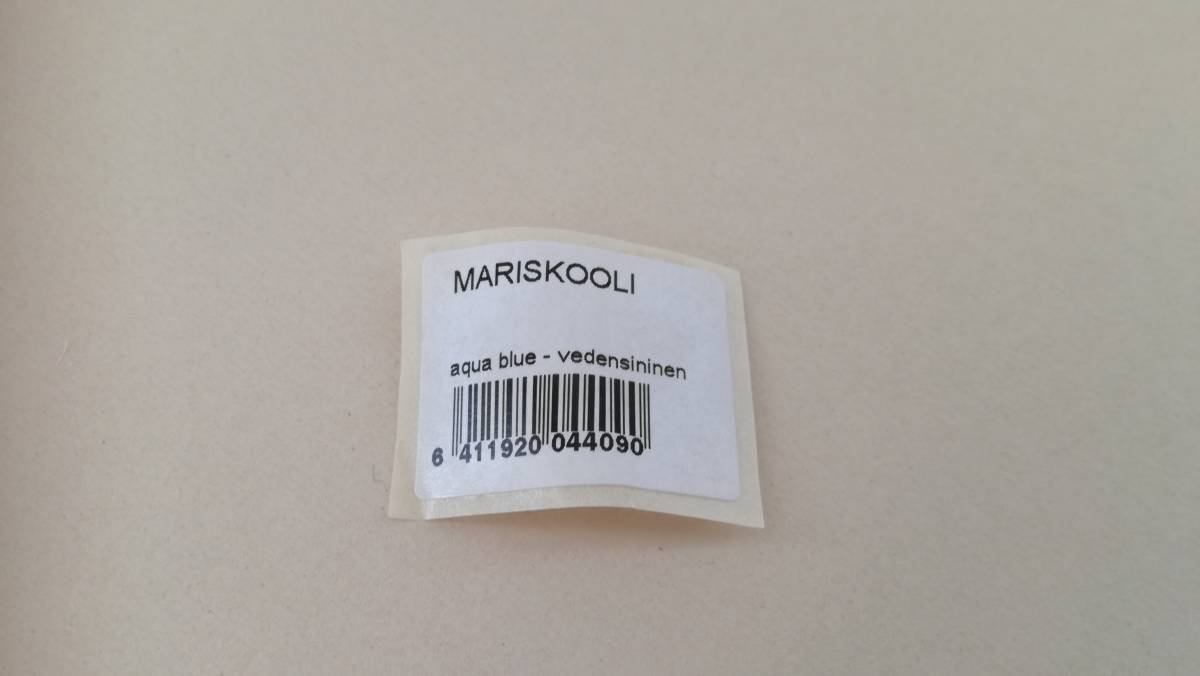 MARISKOOLI
aqua blue - vedensininen
6 411920 044090